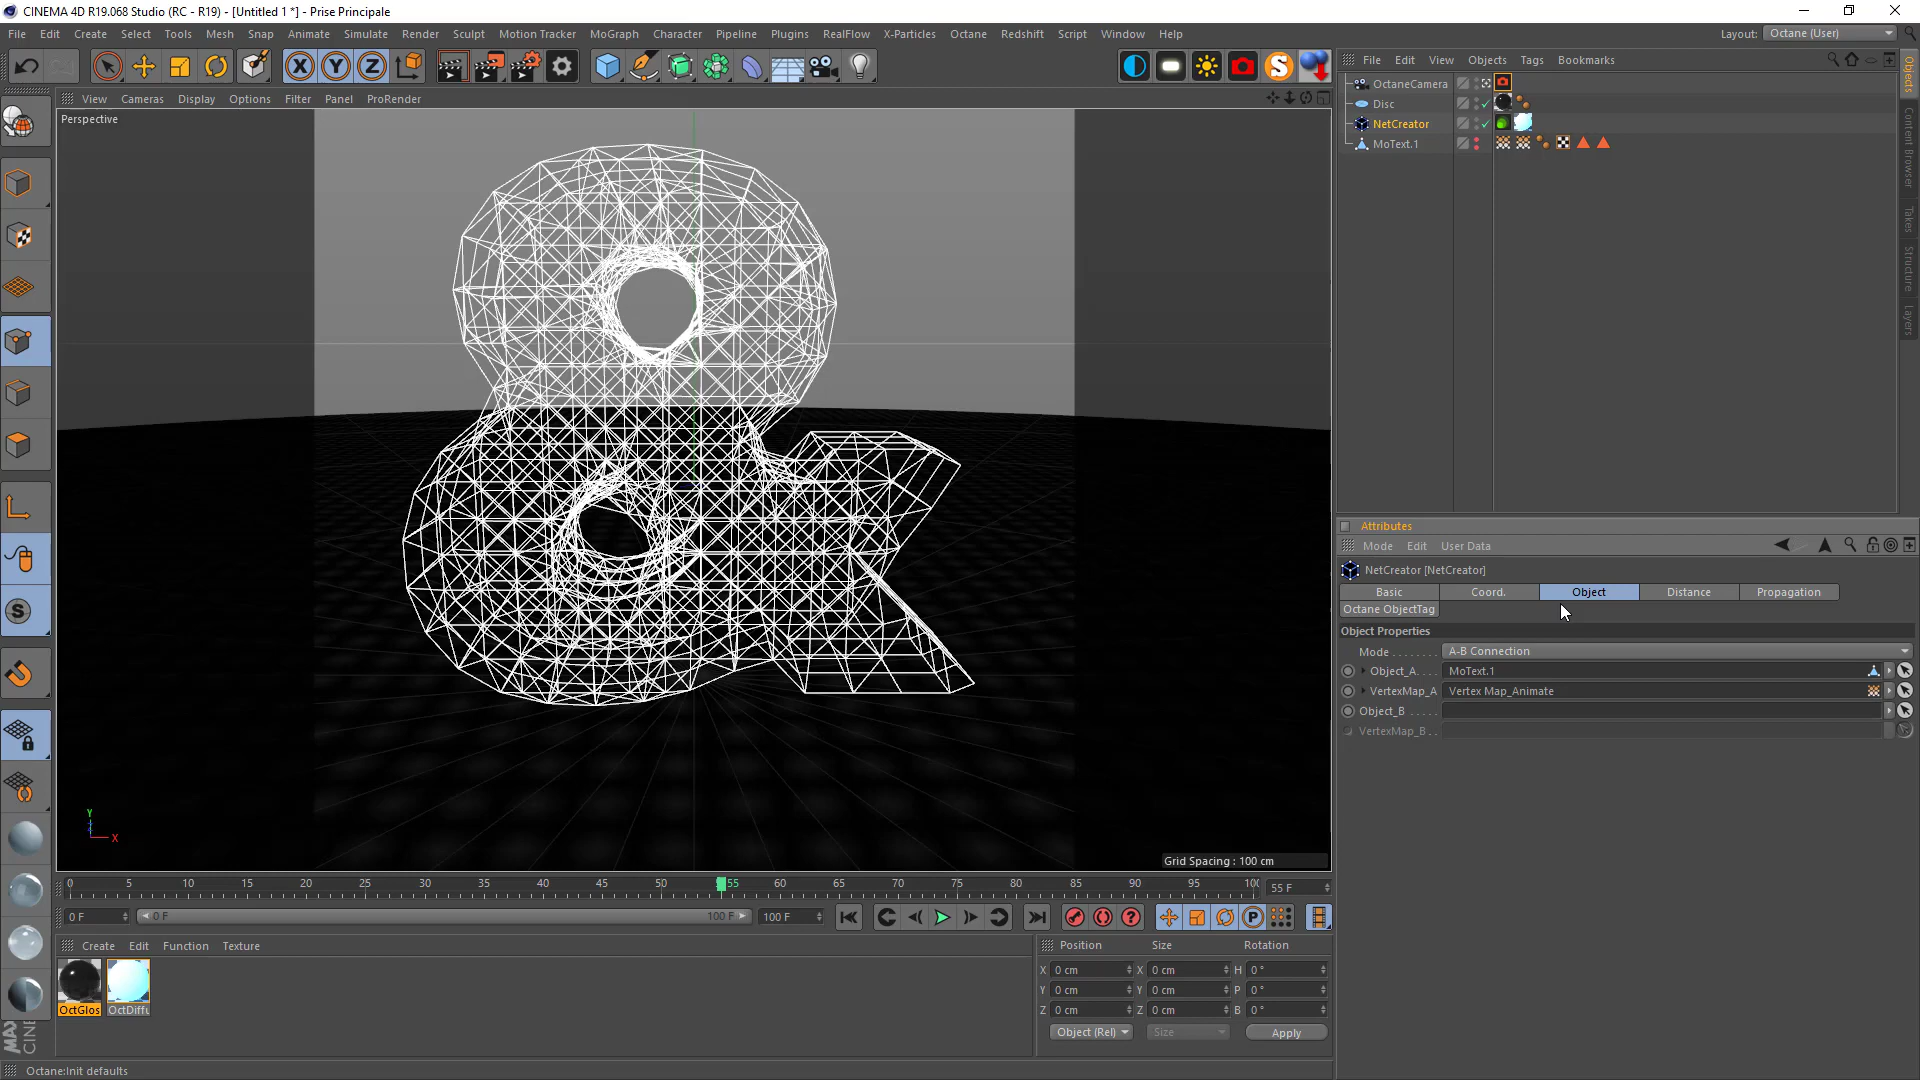 CINEMA 4D R19.068 Studio (RC - R19) - [Untitled 1 *] - Prise Principale
File Edit Create Select Tools Mesh Snap Animate Simulate Render Sculpt Motion Tracker MoGraph Character Pipeline Plugins RealFlow X-Particles Octane Redshift Script Window Help
Layout: Octane (User)
File Edit View Objects Tags Bookmarks
View Cameras Display Options Filter Panel ProRender
Perspective
OctaneCamera
Disc
NetCreator
MoText.1
Objects
Content Browser
Takes
Structure
Layers
Attributes
Mode Edit User Data
NetCreator [NetCreator]
Basic Coord. Object Distance Propagation
Octane ObjectTag
Object Properties
Mode . . . . . . . . A-B Connection
Object_A . . . . MoText.1
VertexMap_A Vertex Map_Animate
Object_B . . . . .
VertexMap_B . .
Y
Z
X
Grid Spacing : 100 cm
0 5 10 15 20 25 30 35 40 45 50 55 60 65 70 75 80 85 90 95 100
55 F
0 F 0 F 100 F 100 F
Create Edit Function Texture
OctGlos OctDiffu
Position Size Rotation
X 0 cm X 0 cm H 0 °
Y 0 cm Y 0 cm P 0 °
Z 0 cm Z 0 cm B 0 °
Object (Rel) Size Apply
Octane:Init defaults